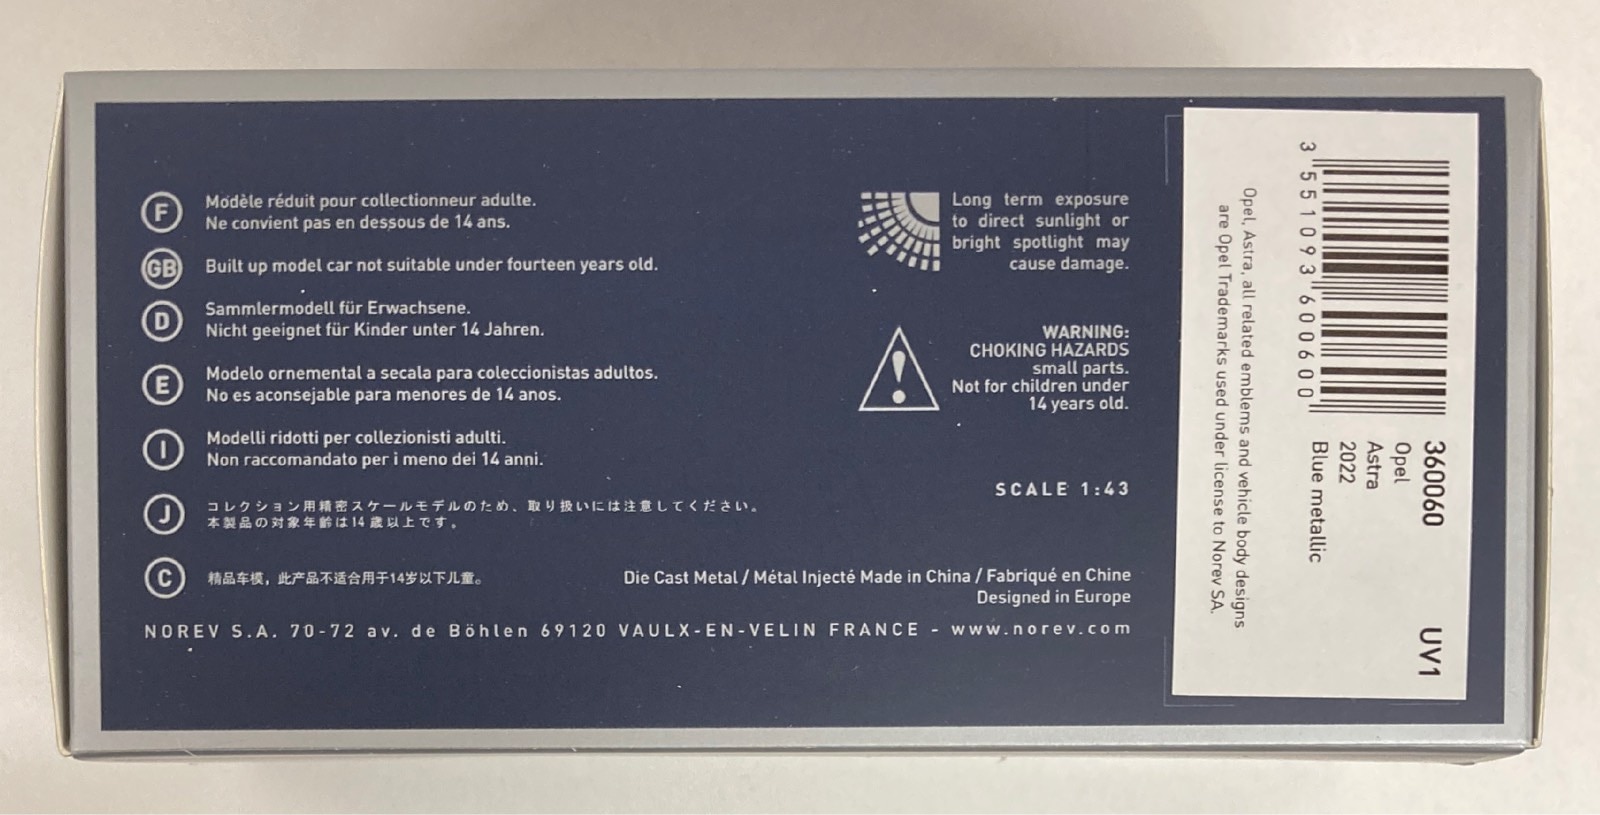 F
Modèle réduit pour collectionneur adulte.
Ne convient pas en dessous de 14 ans.
GB
Built up model car not suitable under fourteen years old.
D
Sammlermodell für Erwachsene.
Nicht geeignet für Kinder unter 14 Jahren.
E
Modelo ornemental a secala para coleccionistas adultos.
No es aconsejable para menores de 14 anos.
I
Modelli ridotti per collezionisti adulti.
Non raccomandato per i meno dei 14 anni.
J
コレクション用精密スケールモデルのため、取り扱いには注意してください。
本製品の対象年齢は14歳以上です。
C
精品车模，此产品不适合用于14岁以下儿童。
Long term exposure
to direct sunlight or
bright spotlight may
cause damage.
WARNING:
CHOKING HAZARDS
small parts.
Not for children under
14 years old.
SCALE 1:43
Die Cast Metal / Métal Injecté Made in China / Fabriqué en Chine
Designed in Europe
NOREV S.A. 70-72 av. de Böhlen 69120 VAULX-EN-VELIN FRANCE - www.norev.com
3 551093 600600
360060
UV1
Opel
Astra
2022
Blue metallic
Opel, Astra, all related emblems and vehicle body designs
are Opel Trademarks used under license to Norev SA.